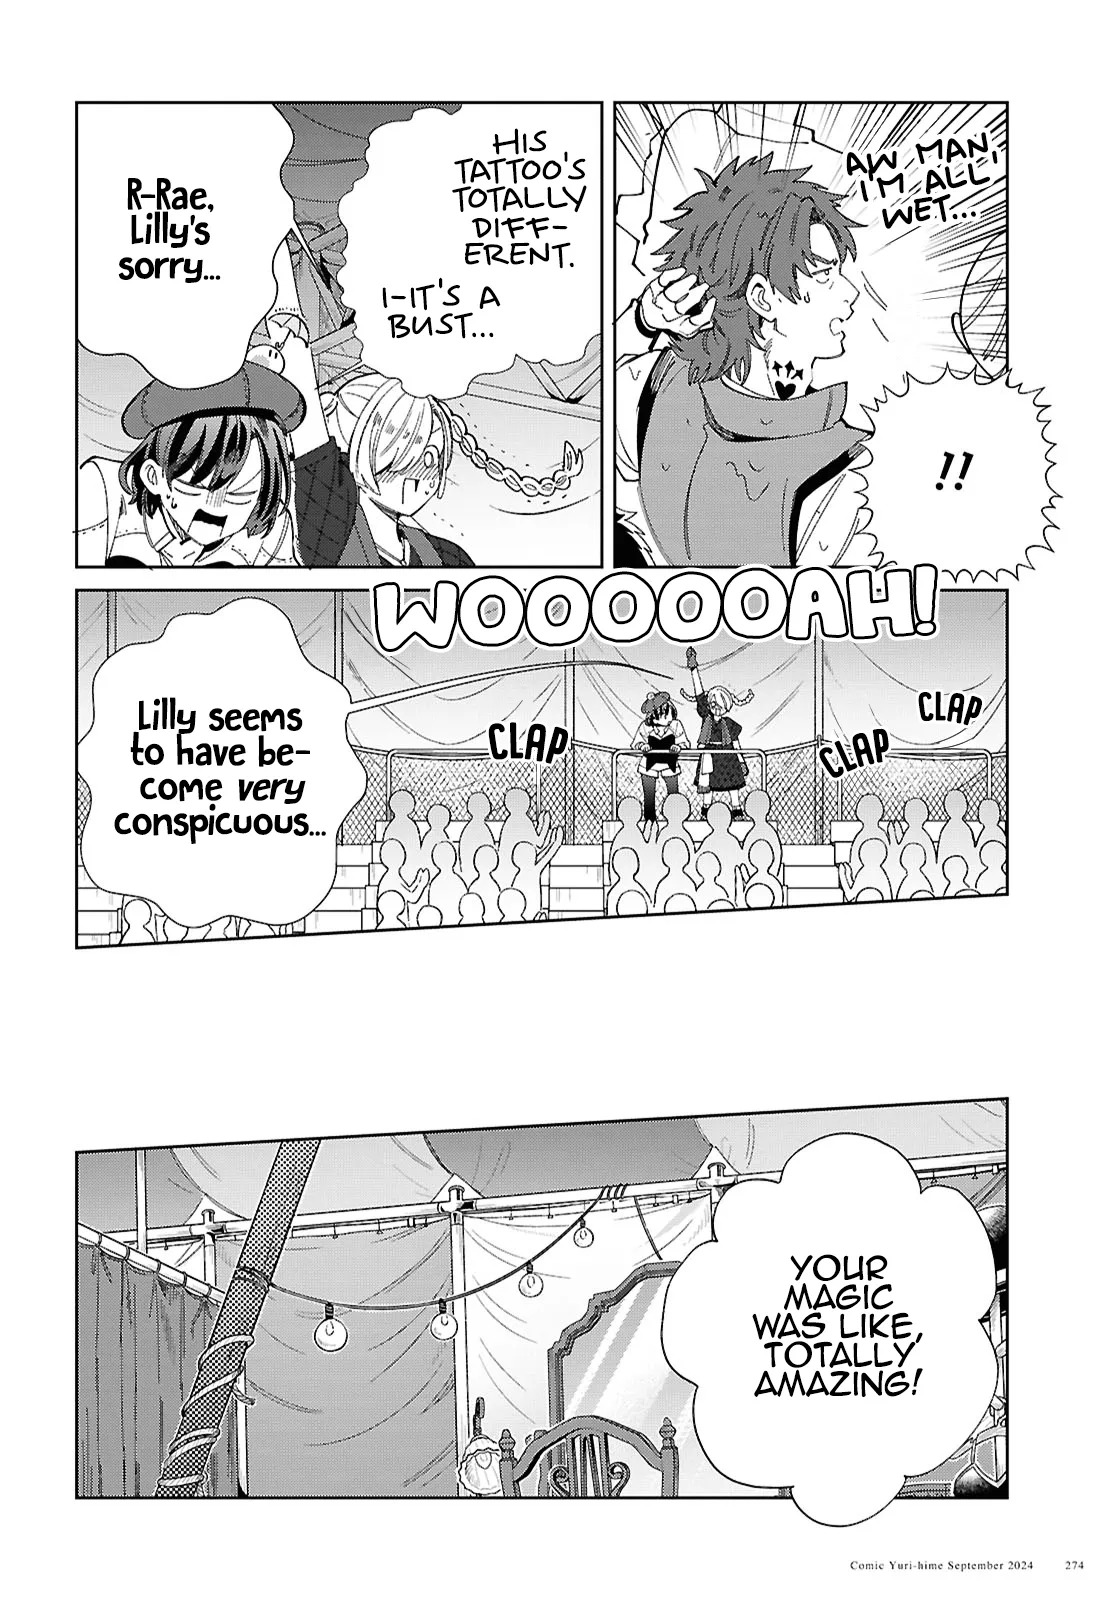 AW MAN,
I'M ALL
WET...
!!
HIS
TATTOO'S
TOTALLY
DIFF-
ERENT.
I-IT'S A
BUST...
R-Rae,
Lilly's
sorry...
WOOOOOOAH!
CLAP
CLAP
CLAP
Lilly seems
to have be-
come very
conspicuous...
YOUR
MAGIC
WAS LIKE,
TOTALLY
AMAZING!
Comic Yuri-hime September 2024 274